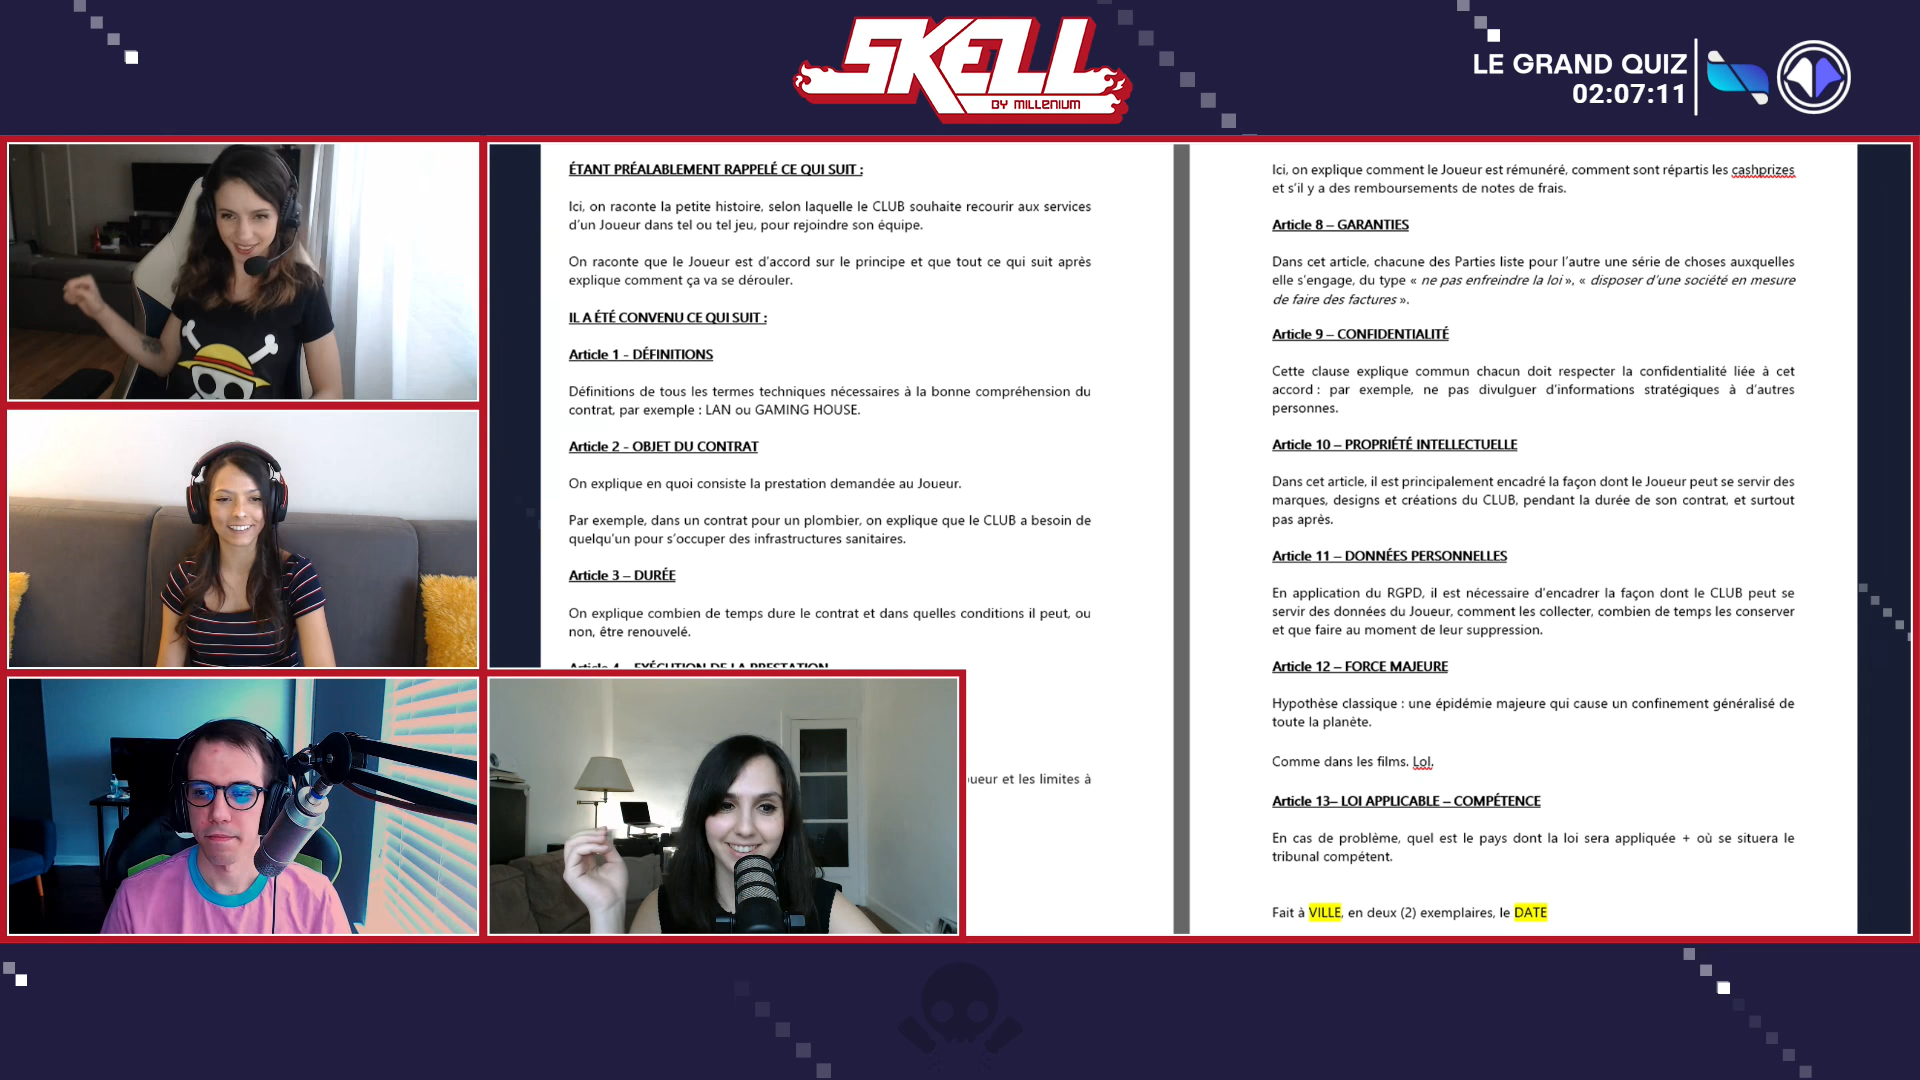 SKELL
BY MILLENIUM
LE GRAND QUIZ
02:07:11
ÉTANT PRÉALABLEMENT RAPPELÉ CE QUI SUIT :
Ici, on raconte la petite histoire, selon laquelle le CLUB souhaite recourir aux services
d'un Joueur dans tel ou tel jeu, pour rejoindre son équipe.
On raconte que le Joueur est d'accord sur le principe et que tout ce qui suit après
explique comment ça va se dérouler.
IL A ÉTÉ CONVENU CE QUI SUIT :
Article 1 - DÉFINITIONS
Définitions de tous les termes techniques nécessaires à la bonne compréhension du
contrat, par exemple : LAN ou GAMING HOUSE.
Article 2 - OBJET DU CONTRAT
On explique en quoi consiste la prestation demandée au Joueur.
Par exemple, dans un contrat pour un plombier, on explique que le CLUB a besoin de
quelqu'un pour s'occuper des infrastructures sanitaires.
Article 3 – DURÉE
On explique combien de temps dure le contrat et dans quelles conditions il peut, ou
non, être renouvelé.
Article 4 – EXÉCUTION DE LA PRESTATION
oueur et les limites à
Ici, on explique comment le Joueur est rémunéré, comment sont répartis les cashprizes
et s'il y a des remboursements de notes de frais.
Article 8 – GARANTIES
Dans cet article, chacune des Parties liste pour l'autre une série de choses auxquelles
elle s'engage, du type « ne pas enfreindre la loi », « disposer d'une société en mesure
de faire des factures ».
Article 9 – CONFIDENTIALITÉ
Cette clause explique commun chacun doit respecter la confidentialité liée à cet
accord : par exemple, ne pas divulguer d'informations stratégiques à d'autres
personnes.
Article 10 – PROPRIÉTÉ INTELLECTUELLE
Dans cet article, il est principalement encadré la façon dont le Joueur peut se servir des
marques, designs et créations du CLUB, pendant la durée de son contrat, et surtout
pas après.
Article 11 – DONNÉES PERSONNELLES
En application du RGPD, il est nécessaire d'encadrer la façon dont le CLUB peut se
servir des données du Joueur, comment les collecter, combien de temps les conserver
et que faire au moment de leur suppression.
Article 12 – FORCE MAJEURE
Hypothèse classique : une épidémie majeure qui cause un confinement généralisé de
toute la planète.
Comme dans les films. Lol.
Article 13– LOI APPLICABLE – COMPÉTENCE
En cas de problème, quel est le pays dont la loi sera appliquée + où se situera le
tribunal compétent.
Fait à VILLE, en deux (2) exemplaires, le DATE